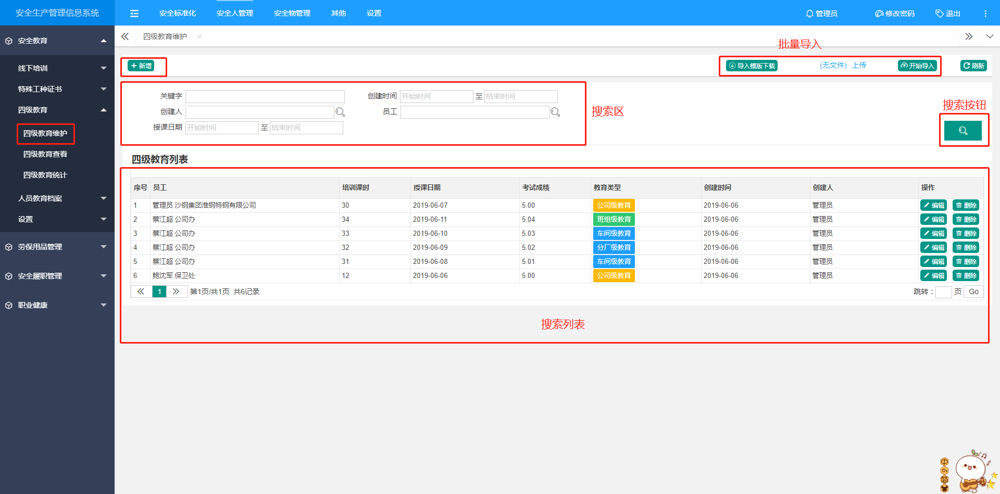 安全生产管理信息系统
安全标准化 安全人管理 安全物管理 其他 设置 管理员 修改密码 退出
安全教育
线下培训
特殊工种证书
四级教育
四级教育维护
四级教育查看
四级教育统计
人员教育档案
设置
劳保用品管理
安全履职管理
职业健康
四级教育维护 ×
批量导入
新增 导入模版下载 (无文件) 上传 开始导入 刷新
关键字 创建时间 开始时间 至 结束时间
创建人 员工
授课日期 开始时间 至 结束时间
搜索区
搜索按钮
四级教育列表
序号 员工 培训课时 授课日期 考试成绩 教育类型 创建时间 创建人 操作
1 管理员 沙钢集团淮钢特钢有限公司 30 2019-06-07 5.00 公司级教育 2019-06-06 管理员 编辑 删除
2 蔡江超 公司办 34 2019-06-11 5.04 班组级教育 2019-06-06 管理员 编辑 删除
3 蔡江超 公司办 33 2019-06-10 5.03 车间级教育 2019-06-06 管理员 编辑 删除
4 蔡江超 公司办 32 2019-06-09 5.02 分厂级教育 2019-06-06 管理员 编辑 删除
5 蔡江超 公司办 31 2019-06-08 5.01 车间级教育 2019-06-06 管理员 编辑 删除
6 鲍沈军 保卫处 12 2019-06-06 5.00 公司级教育 2019-06-06 管理员 编辑 删除
1 第1页/共1页 共6记录 跳转： 页 Go
搜索列表
中
简